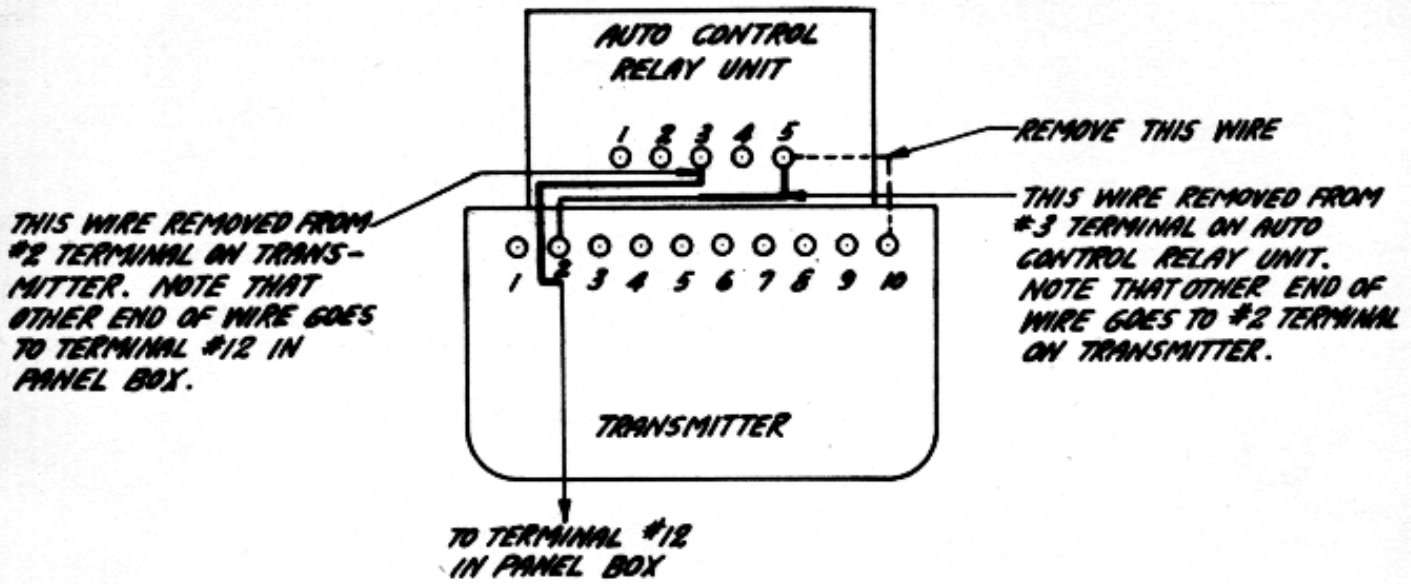 AUTO CONTROL
RELAY UNIT
1 2 3 4 5
REMOVE THIS WIRE
THIS WIRE REMOVED FROM
#2 TERMINAL ON TRANS-
MITTER. NOTE THAT
OTHER END OF WIRE GOES
TO TERMINAL #12 IN
PANEL BOX.
THIS WIRE REMOVED FROM
#3 TERMINAL ON AUTO
CONTROL RELAY UNIT.
NOTE THAT OTHER END OF
WIRE GOES TO #2 TERMINAL
ON TRANSMITTER.
1 2 3 4 5 6 7 8 9 10
TRANSMITTER
TO TERMINAL #12
IN PANEL BOX